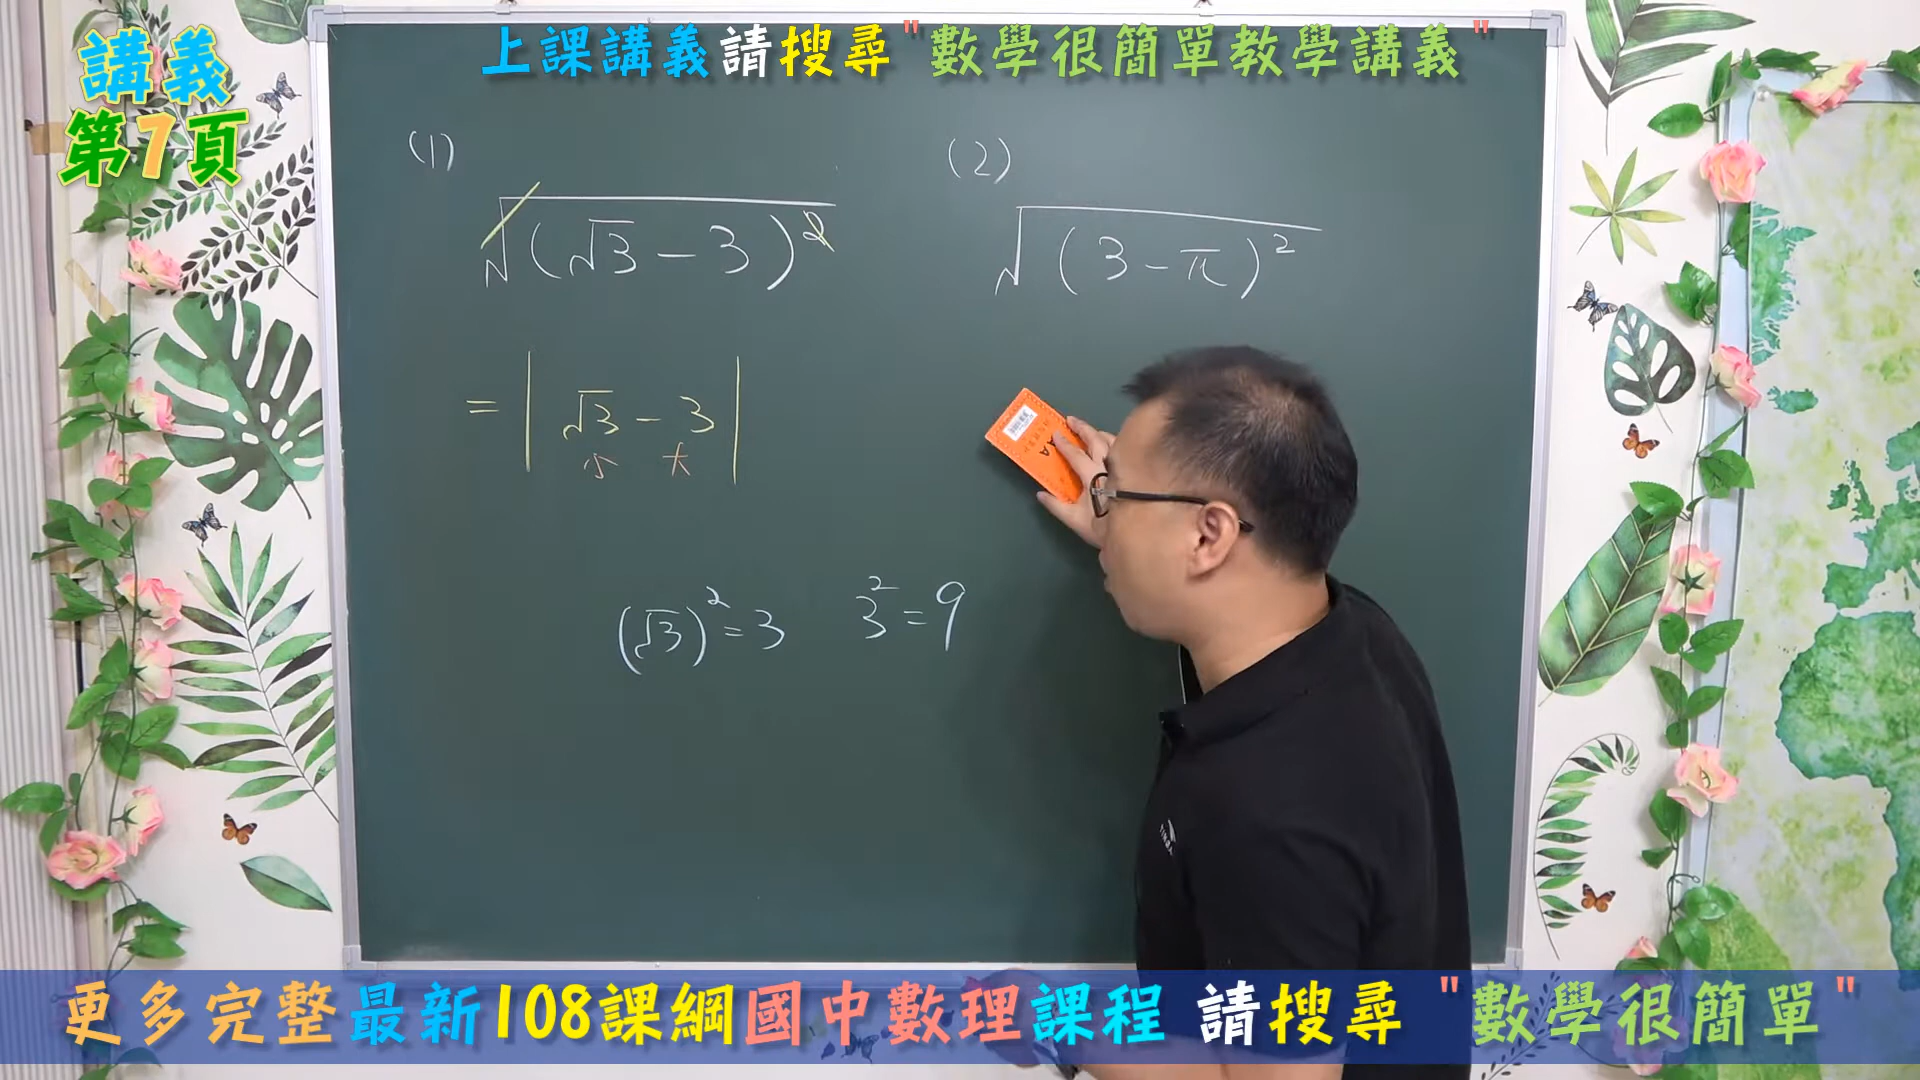 上課講義請搜尋"數學很簡單教學講義"
講義
第7頁
(1)
√(√3-3)²
(2)
√(3-π)²
=|√3-3|
小 大
(√3)²=3 3²=9
更多完整最新108課綱國中數理課程 請搜尋 "數學很簡單"